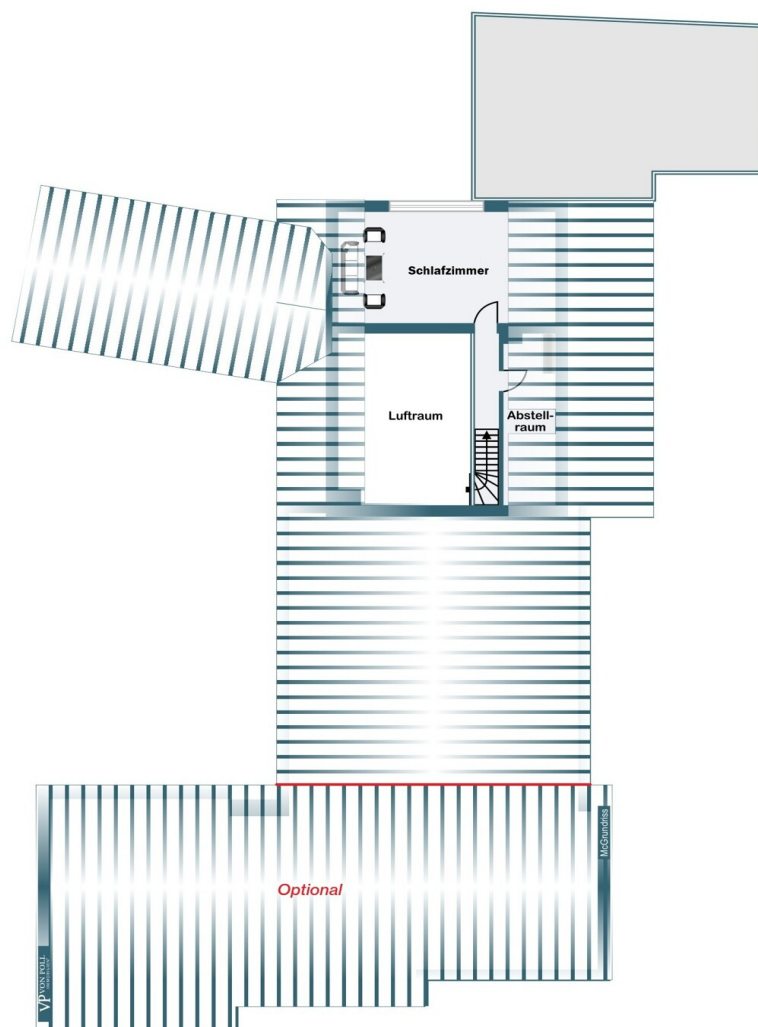 Schlafzimmer
Luftraum
Abstell-
raum
McGrundriss
Optional
VP VON POLL